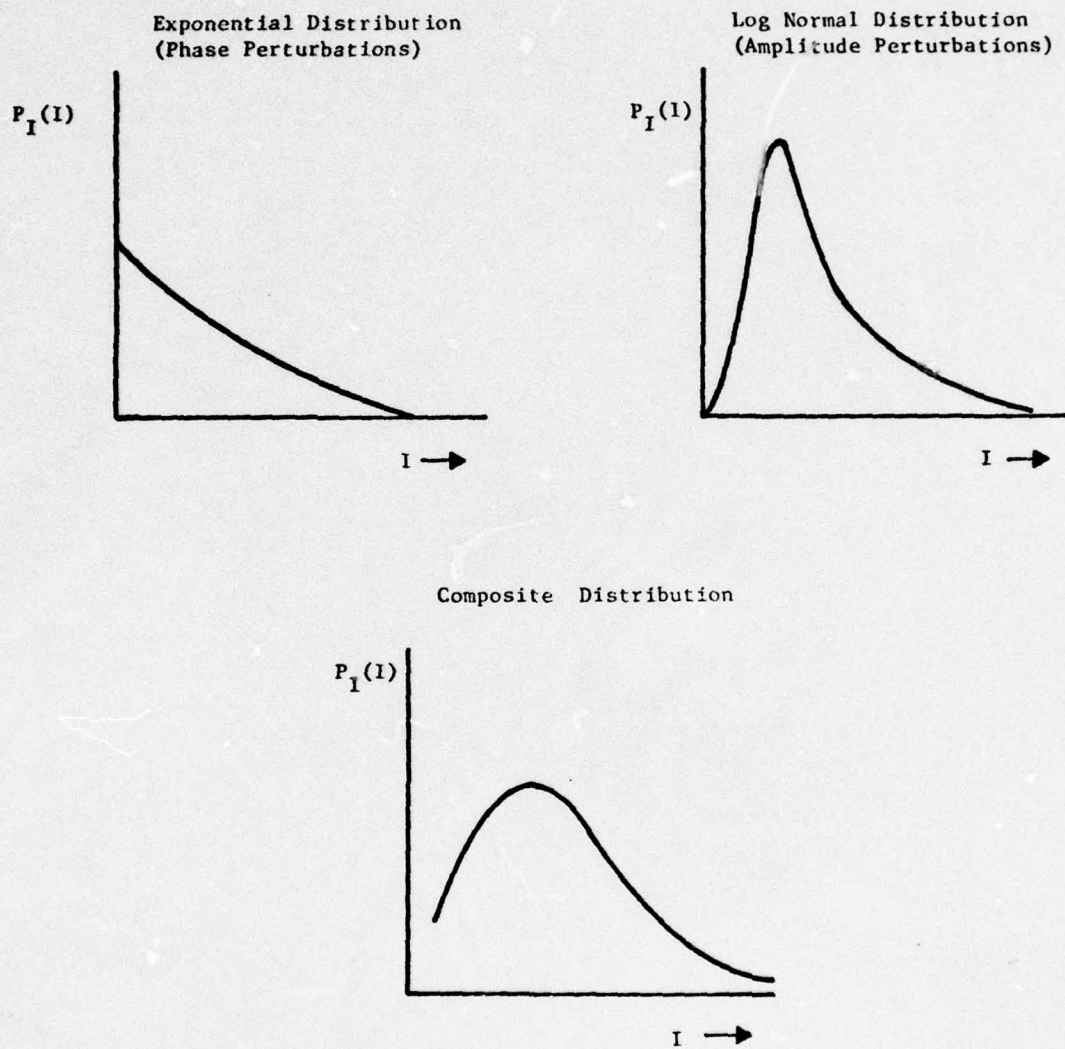 Exponential Distribution
(Phase Perturbations)
P_I(I)
I →
Log Normal Distribution
(Amplitude Perturbations)
P_I(I)
I →
Composite Distribution
P_I(I)
I →